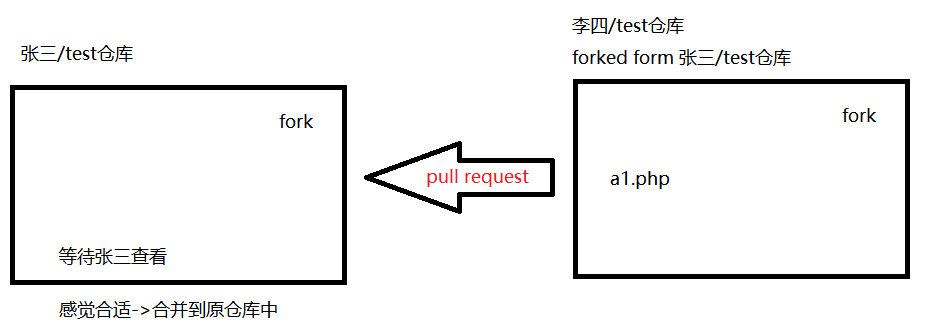 张三/test仓库
fork
等待张三查看
感觉合适->合并到原仓库中
pull request
李四/test仓库
forked form 张三/test仓库
fork
a1.php